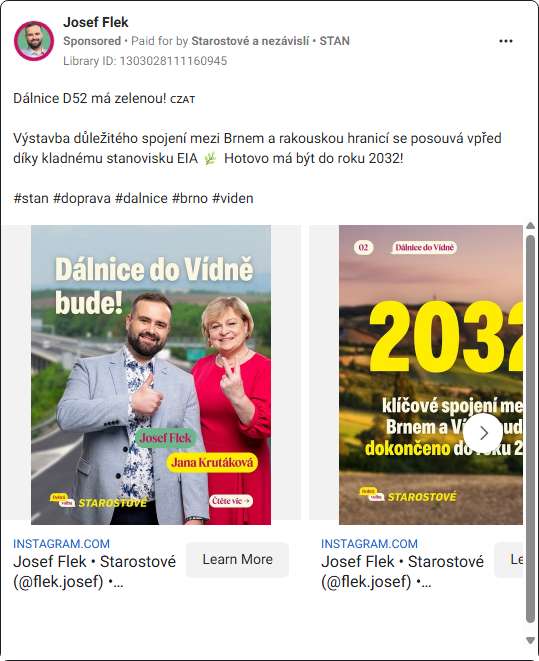 Josef Flek
Sponsored • Paid for by Starostové a nezávislí • STAN
Library ID: 1303028111160945
Dálnice D52 má zelenou! ᴄᴢᴀᴛ
Výstavba důležitého spojení mezi Brnem a rakouskou hranicí se posouvá vpřed
díky kladnému stanovisku EIA 🌿 Hotovo má být do roku 2032!
#stan #doprava #dalnice #brno #viden
Dálnice do Vídně
bude!
Josef Flek
Jana Krutáková
STAROSTOVÉ
Čtěte víc →
INSTAGRAM.COM
Josef Flek • Starostové
(@flek.josef) •...
Learn More
02
Dálnice do Vídně
2032
klíčové spojení me
Brnem a Ví ud
dokončeno do roku 2
STAROSTOVÉ
INSTAGRAM.COM
Josef Flek • Starostové
(@flek.josef) •...
Le